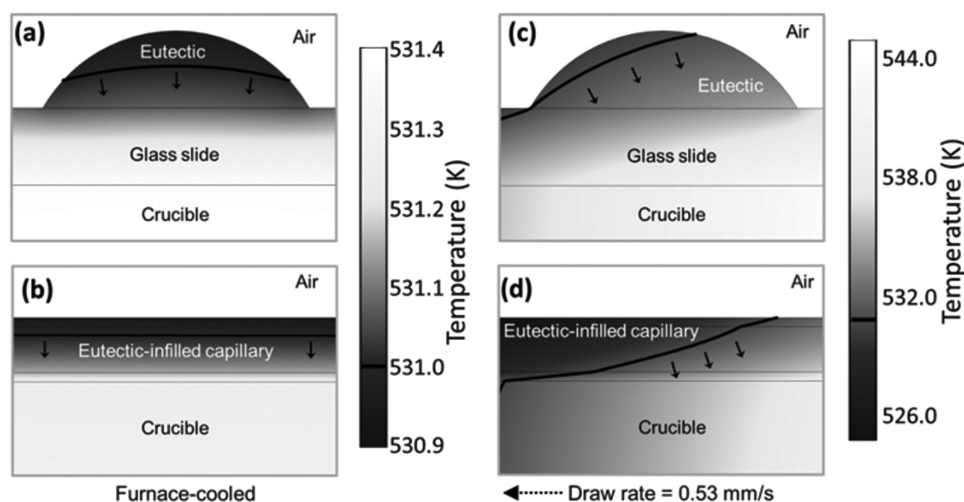 (a)
Air
Eutectic
Glass slide
Crucible
(b)
Air
Eutectic-infilled capillary
Crucible
Furnace-cooled
531.4
531.3
531.2
531.1
531.0
530.9
Temperature (K)
(c)
Air
Eutectic
Glass slide
Crucible
(d)
Air
Eutectic-infilled capillary
Crucible
Draw rate = 0.53 mm/s
544.0
538.0
532.0
526.0
Temperature (K)